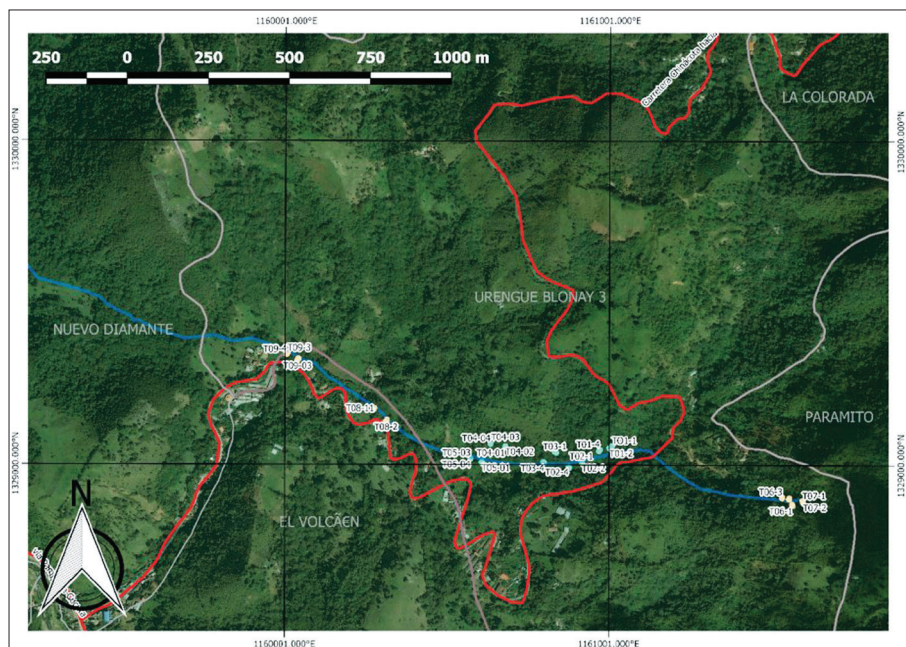 1160001.000°E
1161001.000°E
250 0 250 500 750 1000 m
LA COLORADA
1330000.000°N
1330000.000°N
URENGUE BLONAY 3
NUEVO DIAMANTE
T09-4
T09-3
T09-03
T08-11
T08-2
PARAMITO
T04-04
T04-03
T03-1
T01-4
TO1-1
T05-03
T04-01
T04-02
T02-1
T01-2
T05-01
T03-4
T02-4
T02-2
1329000.000°N
1329000.000°N
T06-3
T07-1
T06-1
T07-2
EL VOLCÃEN
N
1160001.000°E
1161001.000°E